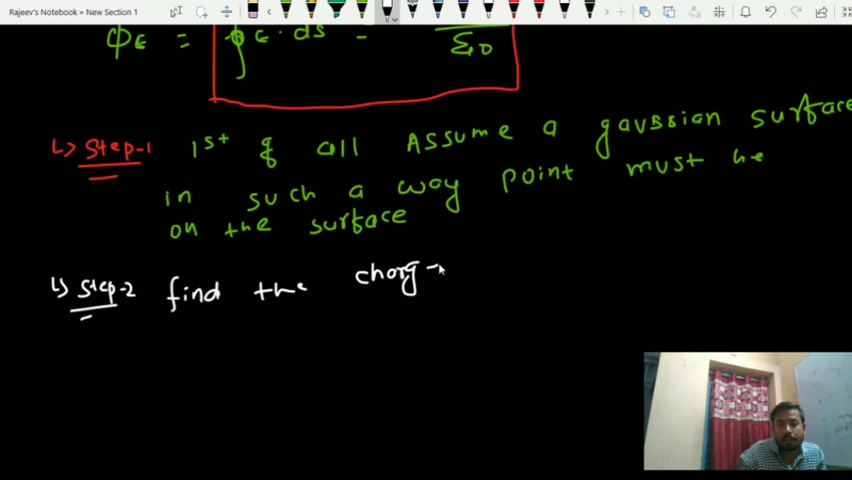 Rajeev's Notebook » New Section 1
ΦE = ∮ E · ds = ε0
↳ Step-1 1st of all Assume a gaussian surface
in such a way point must be
on the surface
↳ Step-2 find the charg